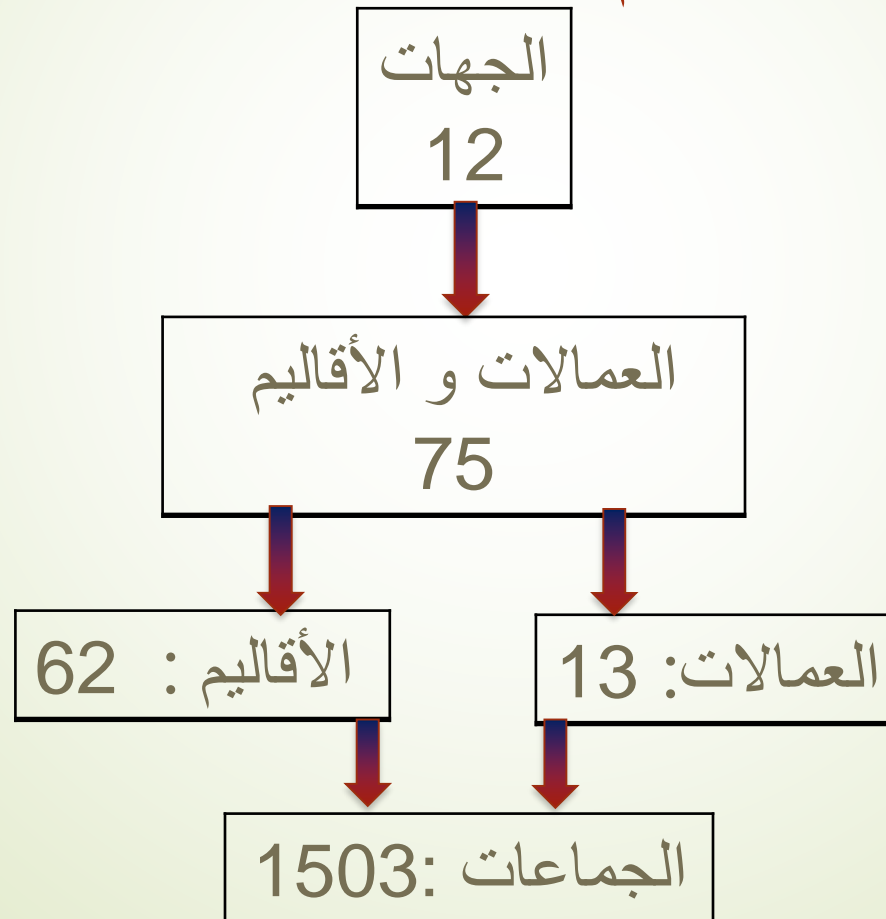 الجهات
12
العمالات و الأقاليم
75
العمالات: 13
الأقاليم : 62
الجماعات :1503